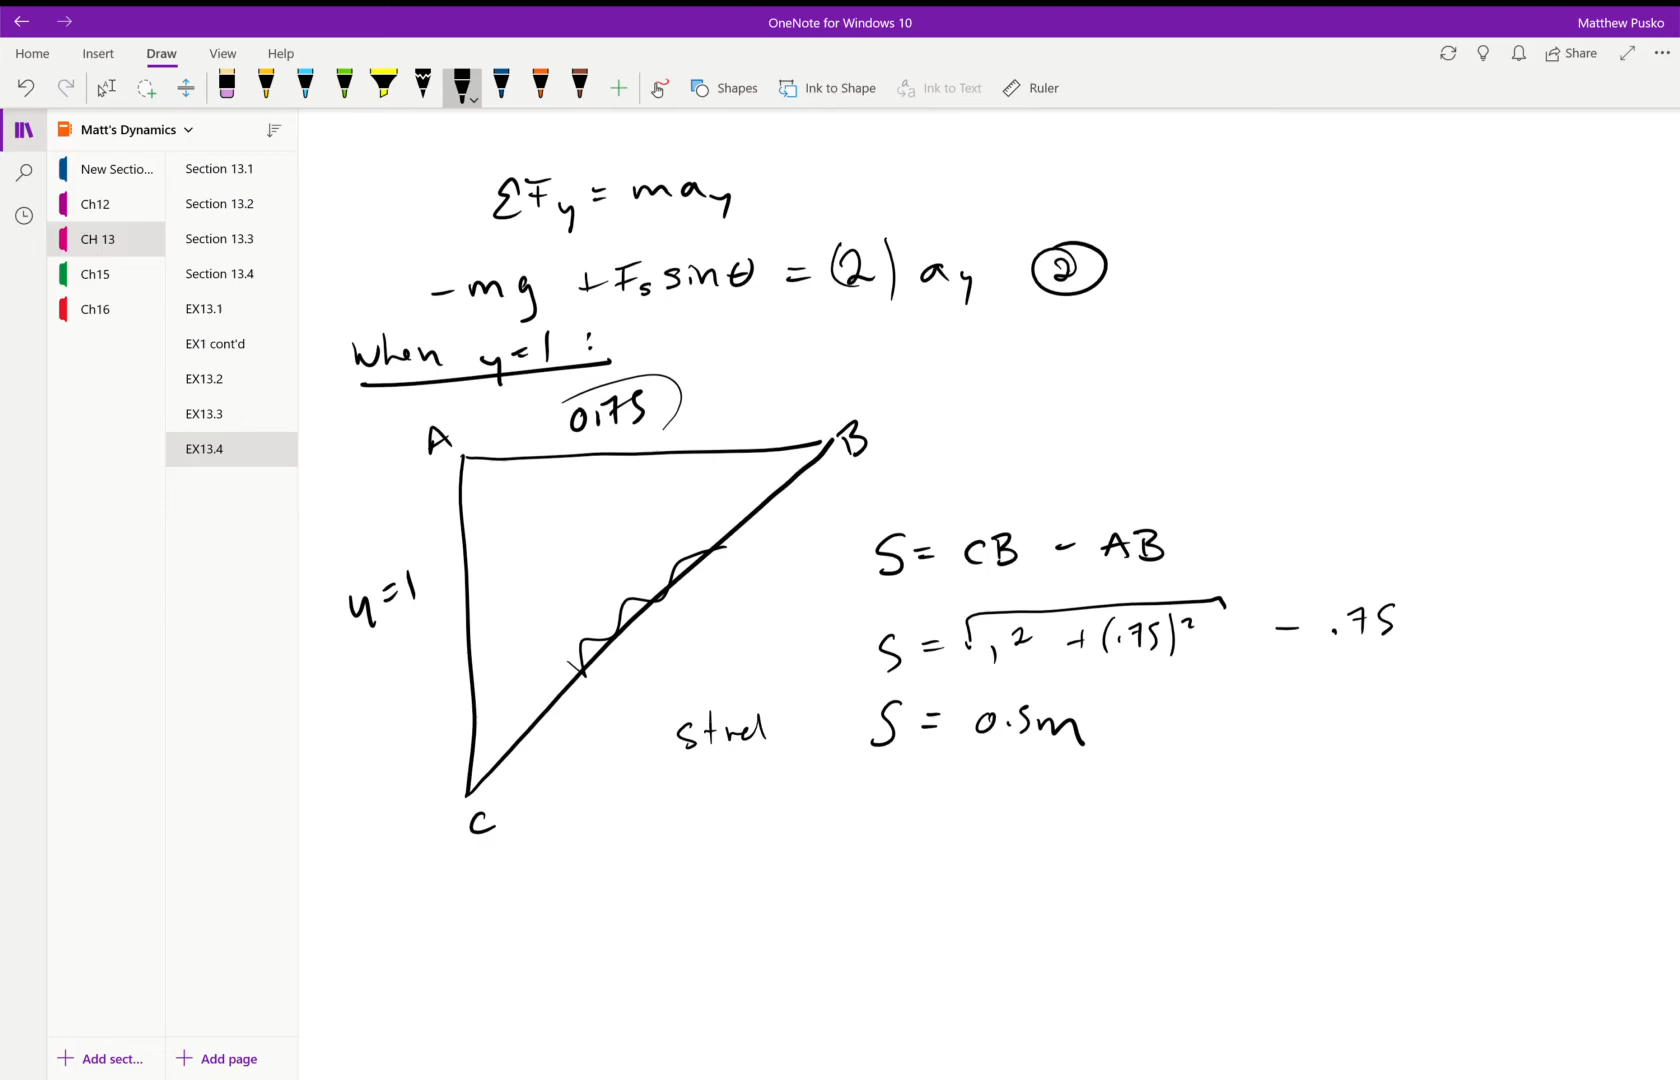 OneNote for Windows 10
Matthew Pusko
Home Insert Draw View Help
Share
Shapes Ink to Shape Ink to Text Ruler
Matt's Dynamics
New Sectio...
Ch12
CH 13
Ch15
Ch16
Section 13.1
Section 13.2
Section 13.3
Section 13.4
EX13.1
EX1 cont'd
EX13.2
EX13.3
EX13.4
Add sect...
Add page
ΣFy = may
-mg + Fs sinθ = (2) ay ②
When y=1 :
0.75
A
B
y=1
C
S = CB - AB
S = √1² + (.75)² - .75
S = 0.5m